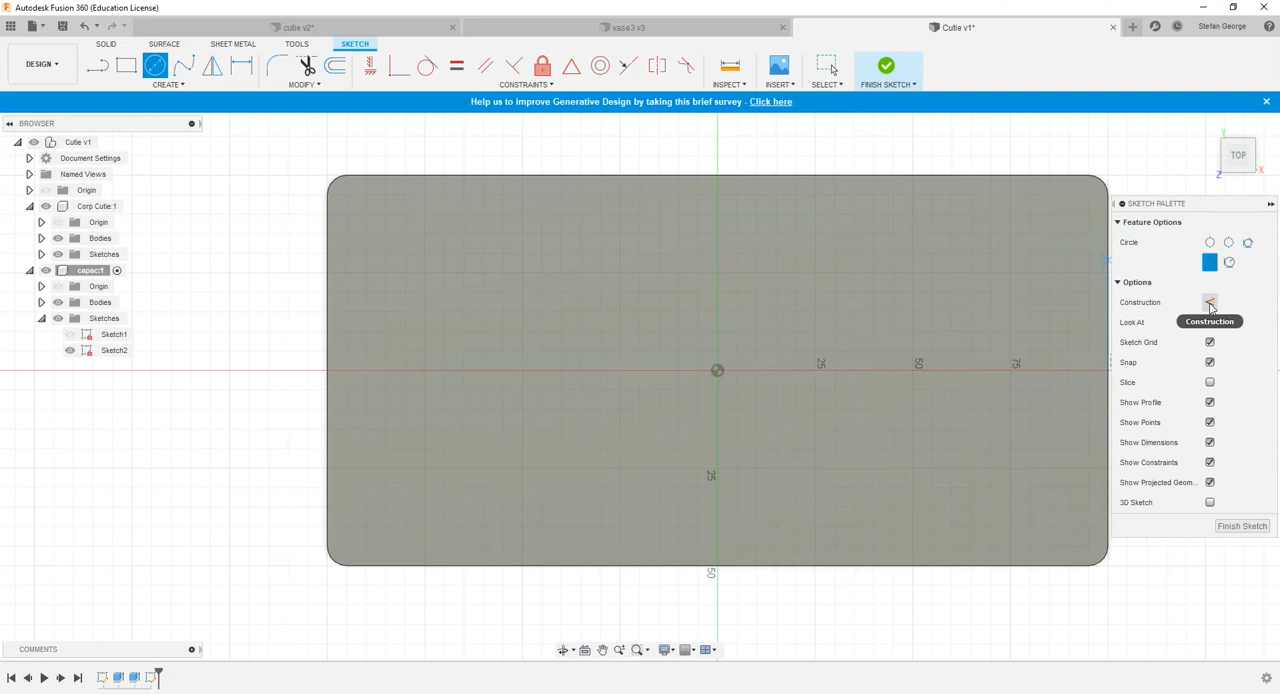 Autodesk Fusion 360 (Education License)
cutie v2*
vase3 v3
Cutie v1*
Stefan George
SOLID SURFACE SHEET METAL TOOLS SKETCH
DESIGN
CREATE MODIFY CONSTRAINTS INSPECT INSERT SELECT FINISH SKETCH
Help us to improve Generative Design by taking this brief survey - Click here
BROWSER
Cutie v1
Document Settings
Named Views
Origin
Corp Cutie:1
Origin
Bodies
Sketches
capac:1
Origin
Bodies
Sketches
Sketch1
Sketch2
25
50
75
25
50
Y
TOP
X
Z
SKETCH PALETTE
Feature Options
Circle
Options
Construction
Construction
Look At
Sketch Grid
Snap
Slice
Show Profile
Show Points
Show Dimensions
Show Constraints
Show Projected Geom...
3D Sketch
Finish Sketch
COMMENTS